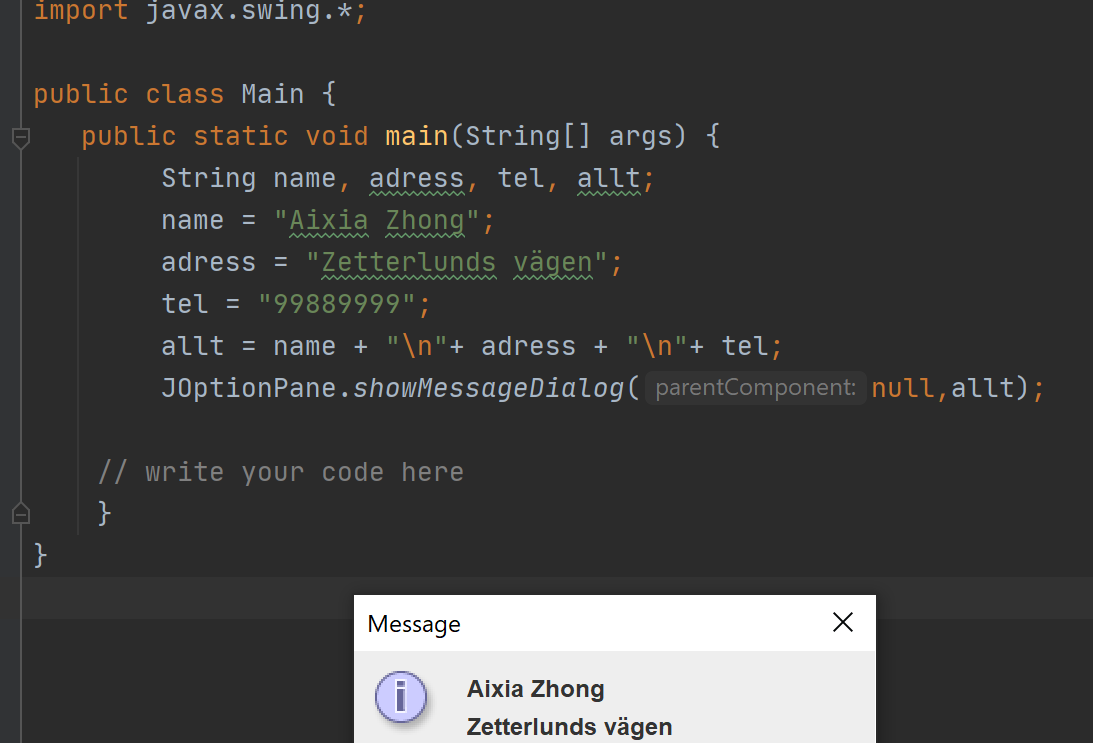 import javax.swing.*;
public class Main {
public static void main(String[] args) {
String name, adress, tel, allt;
name = "Aixia Zhong";
adress = "Zetterlunds vägen";
tel = "99889999";
allt = name + "\n"+ adress + "\n"+ tel;
JOptionPane.showMessageDialog( parentComponent: null,allt);
// write your code here
}
}
Message
i
Aixia Zhong
Zetterlunds vägen